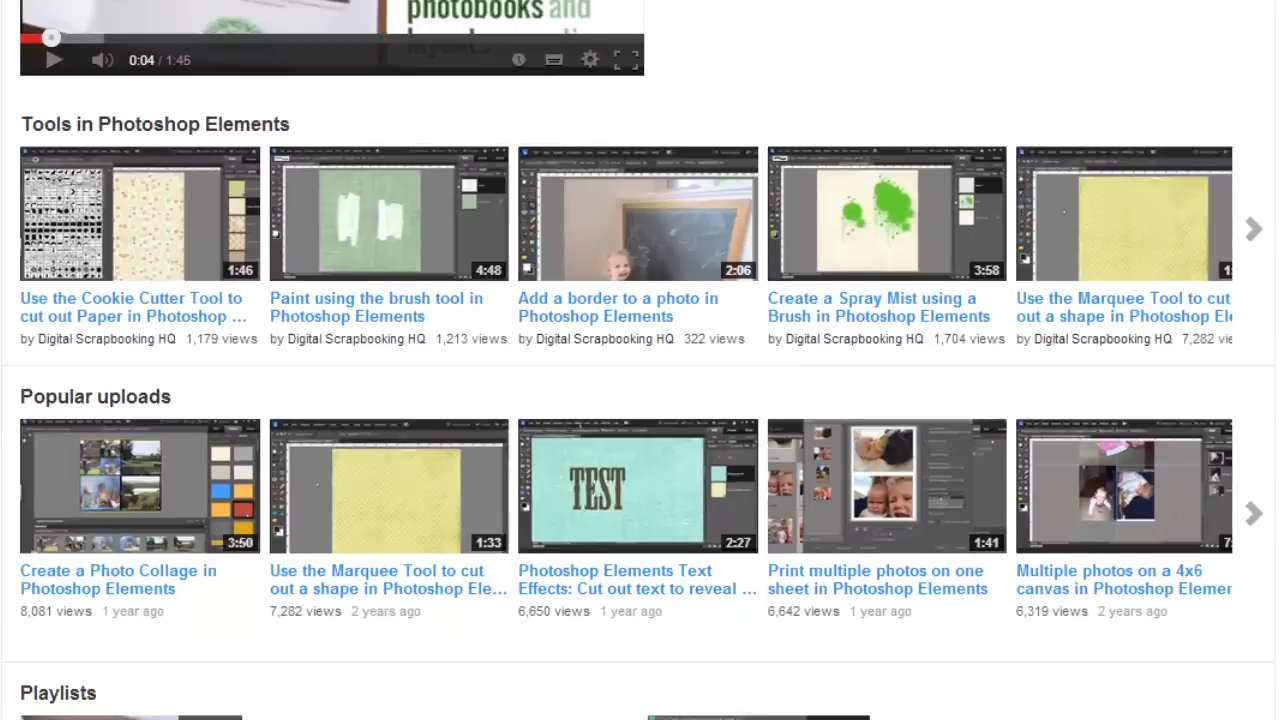 photobooks and
0:04 / 1:45
Tools in Photoshop Elements
1:46
4:48
2:06
3:58
1:
Use the Cookie Cutter Tool to
cut out Paper in Photoshop ...
by Digital Scrapbooking HQ 1,179 views
Paint using the brush tool in
Photoshop Elements
by Digital Scrapbooking HQ 1,213 views
Add a border to a photo in
Photoshop Elements
by Digital Scrapbooking HQ 322 views
Create a Spray Mist using a
Brush in Photoshop Elements
by Digital Scrapbooking HQ 1,704 views
Use the Marquee Tool to cut
out a shape in Photoshop Ele
by Digital Scrapbooking HQ 7,282 vie
Popular uploads
TEST
3:50
1:33
2:27
1:41
7:
Create a Photo Collage in
Photoshop Elements
8,081 views 1 year ago
Use the Marquee Tool to cut
out a shape in Photoshop Ele...
7,282 views 2 years ago
Photoshop Elements Text
Effects: Cut out text to reveal ...
6,650 views 1 year ago
Print multiple photos on one
sheet in Photoshop Elements
6,642 views 1 year ago
Multiple photos on a 4x6
canvas in Photoshop Elemen
6,319 views 2 years ago
Playlists